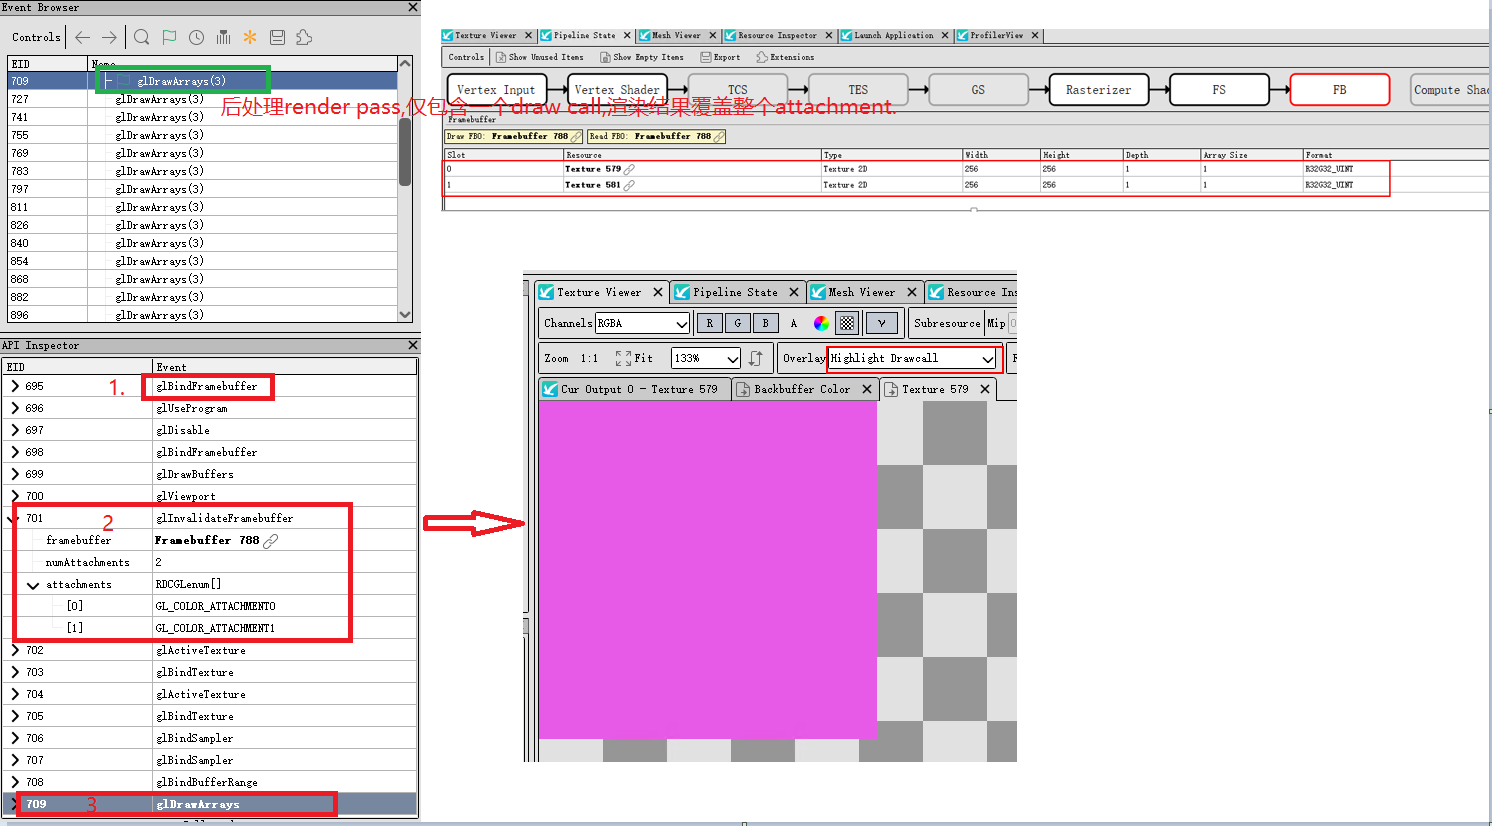 Event Browser
Controls
EID Name
709 glDrawArrays(3)
727 glDrawArrays(3)
741 glDrawArrays(3)
755 glDrawArrays(3)
769 glDrawArrays(3)
783 glDrawArrays(3)
797 glDrawArrays(3)
811 glDrawArrays(3)
826 glDrawArrays(3)
840 glDrawArrays(3)
854 glDrawArrays(3)
868 glDrawArrays(3)
882 glDrawArrays(3)
896 glDrawArrays(3)
后处理render pass,仅包含一个draw call,渲染结果覆盖整个attachment.
API Inspector
EID Event
695 1. glBindFramebuffer
696 glUseProgram
697 glDisable
698 glBindFramebuffer
699 glDrawBuffers
700 glViewport
701 2 glInvalidateFramebuffer
framebuffer Framebuffer 788
numAttachments 2
attachments RDCGLenum[]
[0] GL_COLOR_ATTACHMENT0
[1] GL_COLOR_ATTACHMENT1
702 glActiveTexture
703 glBindTexture
704 glActiveTexture
705 glBindTexture
706 glBindSampler
707 glBindSampler
708 glBindBufferRange
709 3 glDrawArrays
Texture Viewer Pipeline State Mesh Viewer Resource Inspector Launch Application ProfilerView
Controls Show Unused Items Show Empty Items Export Extensions
Vertex Input Vertex Shader TCS TES GS Rasterizer FS FB Compute Sha
Framebuffer
Draw FBO: Framebuffer 788 Read FBO: Framebuffer 788
Slot Resource Type Width Height Depth Array Size Format
0 Texture 579 Texture 2D 256 256 1 1 R32G32_UINT
1 Texture 581 Texture 2D 256 256 1 1 R32G32_UINT
Texture Viewer Pipeline State Mesh Viewer Resource Ins
Channels RGBA R G B A γ Subresource Mip 0
Zoom 1:1 Fit 133% Overlay Highlight Drawcall
Cur Output 0 - Texture 579 Backbuffer Color Texture 579